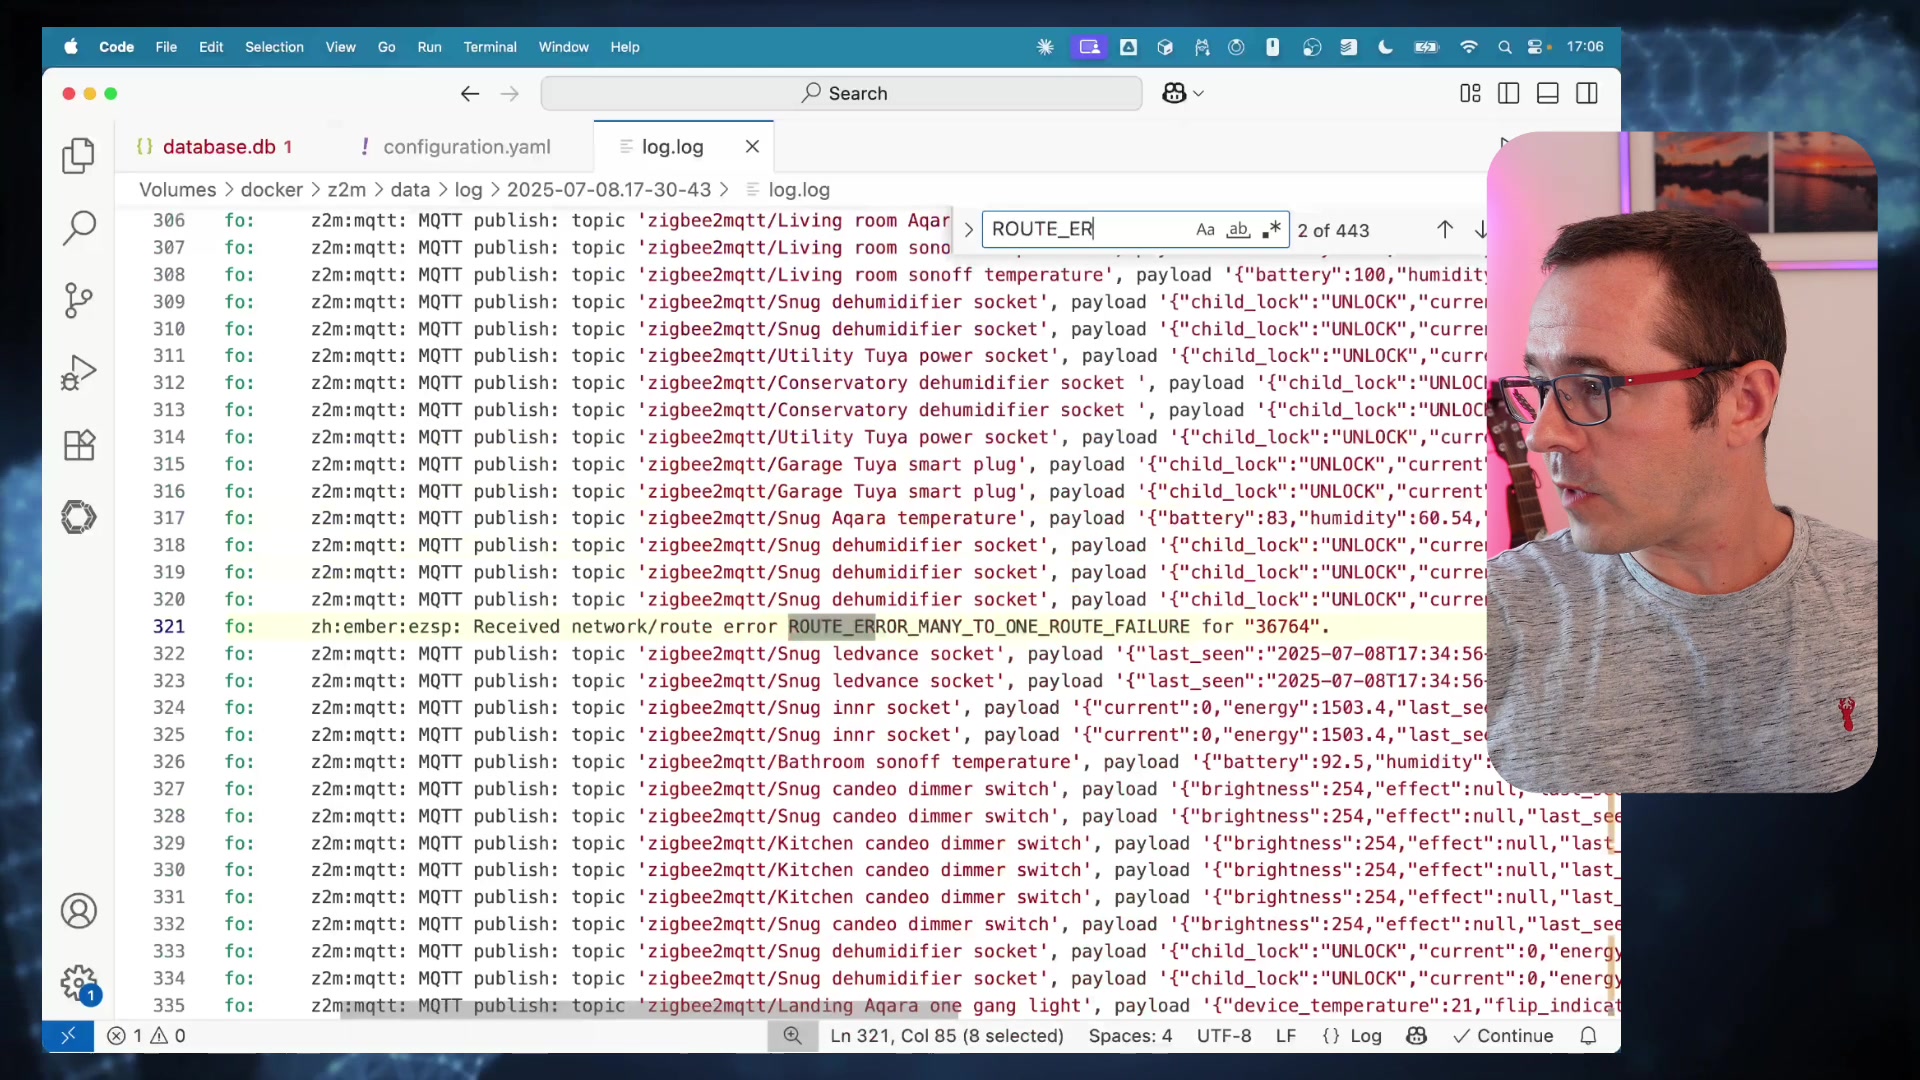 Code File Edit Selection View Go Run Terminal Window Help 17:06
Search
{} database.db 1 ! configuration.yaml log.log
Volumes > docker > z2m > data > log > 2025-07-08.17-30-43 > log.log
ROUTE_ER Aa ab 2 of 443
306 fo: z2m:mqtt: MQTT publish: topic 'zigbee2mqtt/Living room Aqar
307 fo: z2m:mqtt: MQTT publish: topic 'zigbee2mqtt/Living room sono
308 fo: z2m:mqtt: MQTT publish: topic 'zigbee2mqtt/Living room sonoff temperature', payload '{"battery":100,"humidity"
309 fo: z2m:mqtt: MQTT publish: topic 'zigbee2mqtt/Snug dehumidifier socket', payload '{"child_lock":"UNLOCK","curre
310 fo: z2m:mqtt: MQTT publish: topic 'zigbee2mqtt/Snug dehumidifier socket', payload '{"child_lock":"UNLOCK","curre
311 fo: z2m:mqtt: MQTT publish: topic 'zigbee2mqtt/Utility Tuya power socket', payload '{"child_lock":"UNLOCK","curre
312 fo: z2m:mqtt: MQTT publish: topic 'zigbee2mqtt/Conservatory dehumidifier socket ', payload '{"child_lock":"UNLOCK
313 fo: z2m:mqtt: MQTT publish: topic 'zigbee2mqtt/Conservatory dehumidifier socket ', payload '{"child_lock":"UNLOCK
314 fo: z2m:mqtt: MQTT publish: topic 'zigbee2mqtt/Utility Tuya power socket', payload '{"child_lock":"UNLOCK","curre
315 fo: z2m:mqtt: MQTT publish: topic 'zigbee2mqtt/Garage Tuya smart plug', payload '{"child_lock":"UNLOCK","current"
316 fo: z2m:mqtt: MQTT publish: topic 'zigbee2mqtt/Garage Tuya smart plug', payload '{"child_lock":"UNLOCK","current"
317 fo: z2m:mqtt: MQTT publish: topic 'zigbee2mqtt/Snug Aqara temperature', payload '{"battery":83,"humidity":60.54,"
318 fo: z2m:mqtt: MQTT publish: topic 'zigbee2mqtt/Snug dehumidifier socket', payload '{"child_lock":"UNLOCK","curre
319 fo: z2m:mqtt: MQTT publish: topic 'zigbee2mqtt/Snug dehumidifier socket', payload '{"child_lock":"UNLOCK","curre
320 fo: z2m:mqtt: MQTT publish: topic 'zigbee2mqtt/Snug dehumidifier socket', payload '{"child_lock":"UNLOCK","curre
321 fo: zh:ember:ezsp: Received network/route error ROUTE_ERROR_MANY_TO_ONE_ROUTE_FAILURE for "36764".
322 fo: z2m:mqtt: MQTT publish: topic 'zigbee2mqtt/Snug ledvance socket', payload '{"last_seen":"2025-07-08T17:34:56
323 fo: z2m:mqtt: MQTT publish: topic 'zigbee2mqtt/Snug ledvance socket', payload '{"last_seen":"2025-07-08T17:34:56
324 fo: z2m:mqtt: MQTT publish: topic 'zigbee2mqtt/Snug innr socket', payload '{"current":0,"energy":1503.4,"last_see
325 fo: z2m:mqtt: MQTT publish: topic 'zigbee2mqtt/Snug innr socket', payload '{"current":0,"energy":1503.4,"last_see
326 fo: z2m:mqtt: MQTT publish: topic 'zigbee2mqtt/Bathroom sonoff temperature', payload '{"battery":92.5,"humidity":
327 fo: z2m:mqtt: MQTT publish: topic 'zigbee2mqtt/Snug candeo dimmer switch', payload '{"brightness":254,"effect":null,"last_see
328 fo: z2m:mqtt: MQTT publish: topic 'zigbee2mqtt/Snug candeo dimmer switch', payload '{"brightness":254,"effect":null,"last_see
329 fo: z2m:mqtt: MQTT publish: topic 'zigbee2mqtt/Kitchen candeo dimmer switch', payload '{"brightness":254,"effect":null,"last_
330 fo: z2m:mqtt: MQTT publish: topic 'zigbee2mqtt/Kitchen candeo dimmer switch', payload '{"brightness":254,"effect":null,"last_
331 fo: z2m:mqtt: MQTT publish: topic 'zigbee2mqtt/Kitchen candeo dimmer switch', payload '{"brightness":254,"effect":null,"last_
332 fo: z2m:mqtt: MQTT publish: topic 'zigbee2mqtt/Snug candeo dimmer switch', payload '{"brightness":254,"effect":null,"last_see
333 fo: z2m:mqtt: MQTT publish: topic 'zigbee2mqtt/Snug dehumidifier socket', payload '{"child_lock":"UNLOCK","current":0,"energy
334 fo: z2m:mqtt: MQTT publish: topic 'zigbee2mqtt/Snug dehumidifier socket', payload '{"child_lock":"UNLOCK","current":0,"energy
335 fo: z2m:mqtt: MQTT publish: topic 'zigbee2mqtt/Landing Aqara one gang light', payload '{"device_temperature":21,"flip_indicat
1
1 0 Ln 321, Col 85 (8 selected) Spaces: 4 UTF-8 LF {} Log Continue